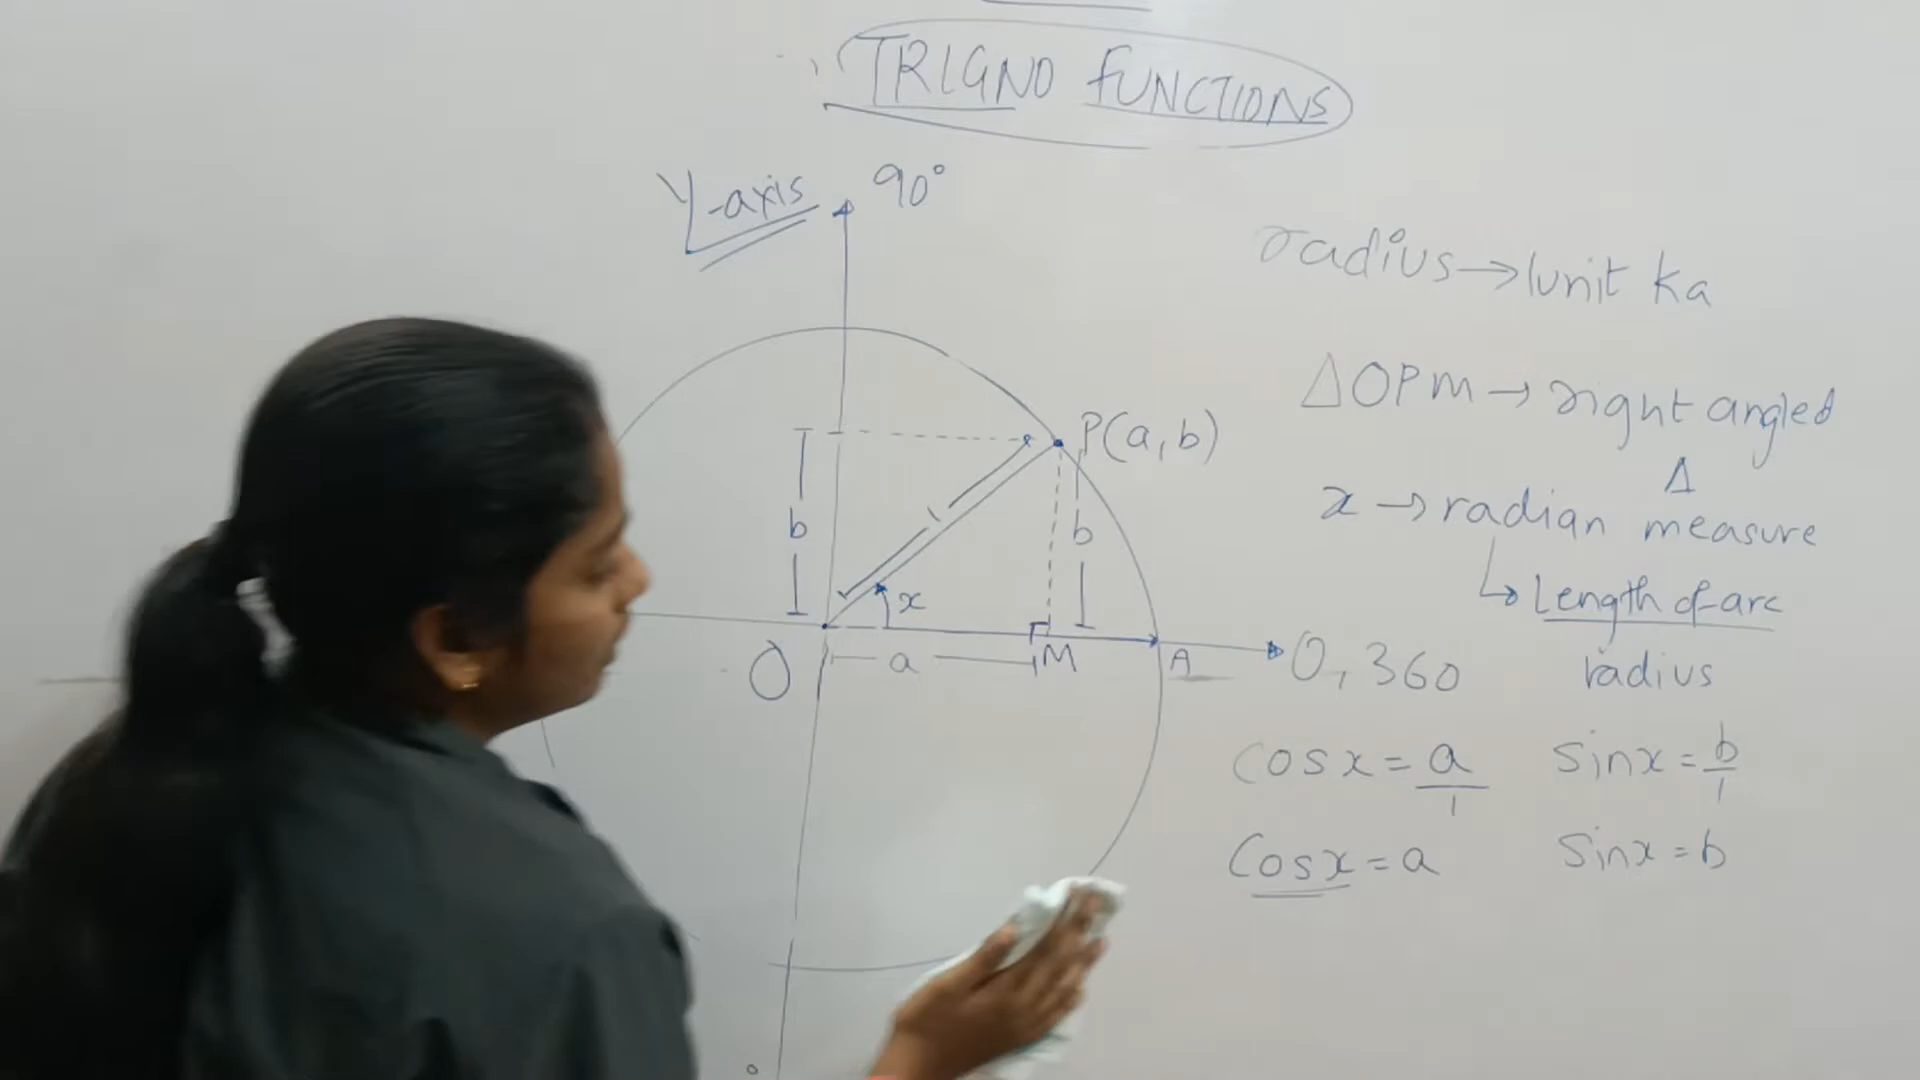 TRIGNO FUNCTIONS
Y-axis
90°
radius→1unit ka
ΔOPM→right angled
Δ
x→radian measure
↳Length of arc
radius
P(a,b)
b
b
1
x
O
a
M
A
0, 360
cosx=a/1
sinx=b/1
Cosx=a
sinx=b